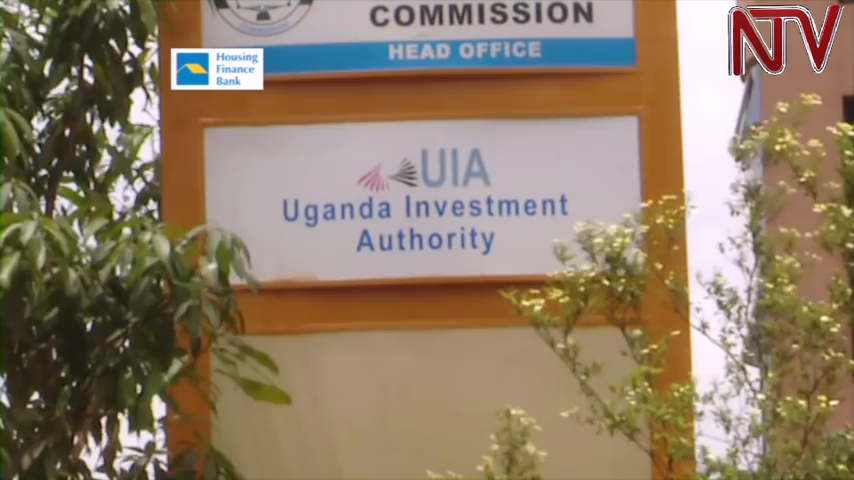 COMMISSION
HEAD OFFICE
Housing
Finance
Bank
NTV
UIA
Uganda Investment
Authority